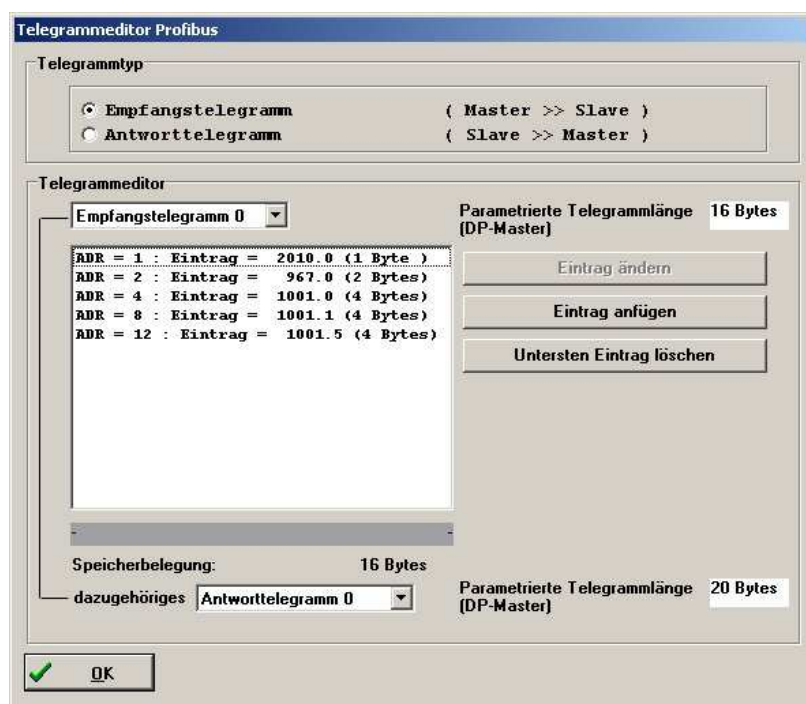 Telegrammeditor Profibus
Telegrammtyp
Empfangstelegramm ( Master >> Slave )
Antworttelegramm ( Slave >> Master )
Telegrammeditor
Empfangstelegramm 0
Parametrierte Telegrammlänge 16 Bytes
(DP-Master)
ADR = 1 : Eintrag = 2010.0 (1 Byte )
ADR = 2 : Eintrag = 967.0 (2 Bytes)
ADR = 4 : Eintrag = 1001.0 (4 Bytes)
ADR = 8 : Eintrag = 1001.1 (4 Bytes)
ADR = 12 : Eintrag = 1001.5 (4 Bytes)
Eintrag ändern
Eintrag anfügen
Untersten Eintrag löschen
- -
Speicherbelegung: 16 Bytes
dazugehöriges Antworttelegramm 0
Parametrierte Telegrammlänge 20 Bytes
(DP-Master)
OK